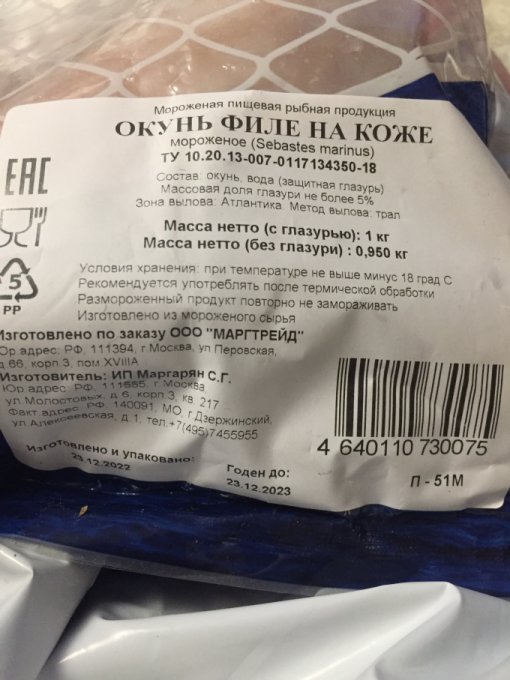 Мороженая пищевая рыбная продукция
ОКУНЬ ФИЛЕ НА КОЖЕ
мороженое (Sebastes marinus)
ТУ 10.20.13-007-0117134350-18
EAC
Состав: окунь, вода (защитная глазурь)
Массовая доля глазури не более 5%
Зона вылова: Атлантика. Метод вылова: трал
Масса нетто (с глазурью): 1 кг
Масса нетто (без глазури) : 0,950 кг
5
PP
Условия хранения: при температуре не выше минус 18 град С
Рекомендуется употреблять после термической обработки
Размороженный продукт повторно не замораживать
Изготовлено из мороженого сырья
Изготовлено по заказу ООО "МАРГТРЕЙД"
Юр адрес: РФ, 111394, г.Москва, ул Перовская,
д.66, корп.3, пом XVIIIА
Изготовитель: ИП Маргарян С.Г.
Юр адрес: РФ, 111555, г.Москва,
ул.Молостовых, д.6, корп.3, кв. 217
Факт.адрес: РФ, 140091, МО, г.Дзержинский,
ул.Алексеевская, д.1, тел.+7(495)7455955
4 640110 730075
Изготовлено и упаковано:
23.12.2022
Годен до:
23.12.2023
П - 51М